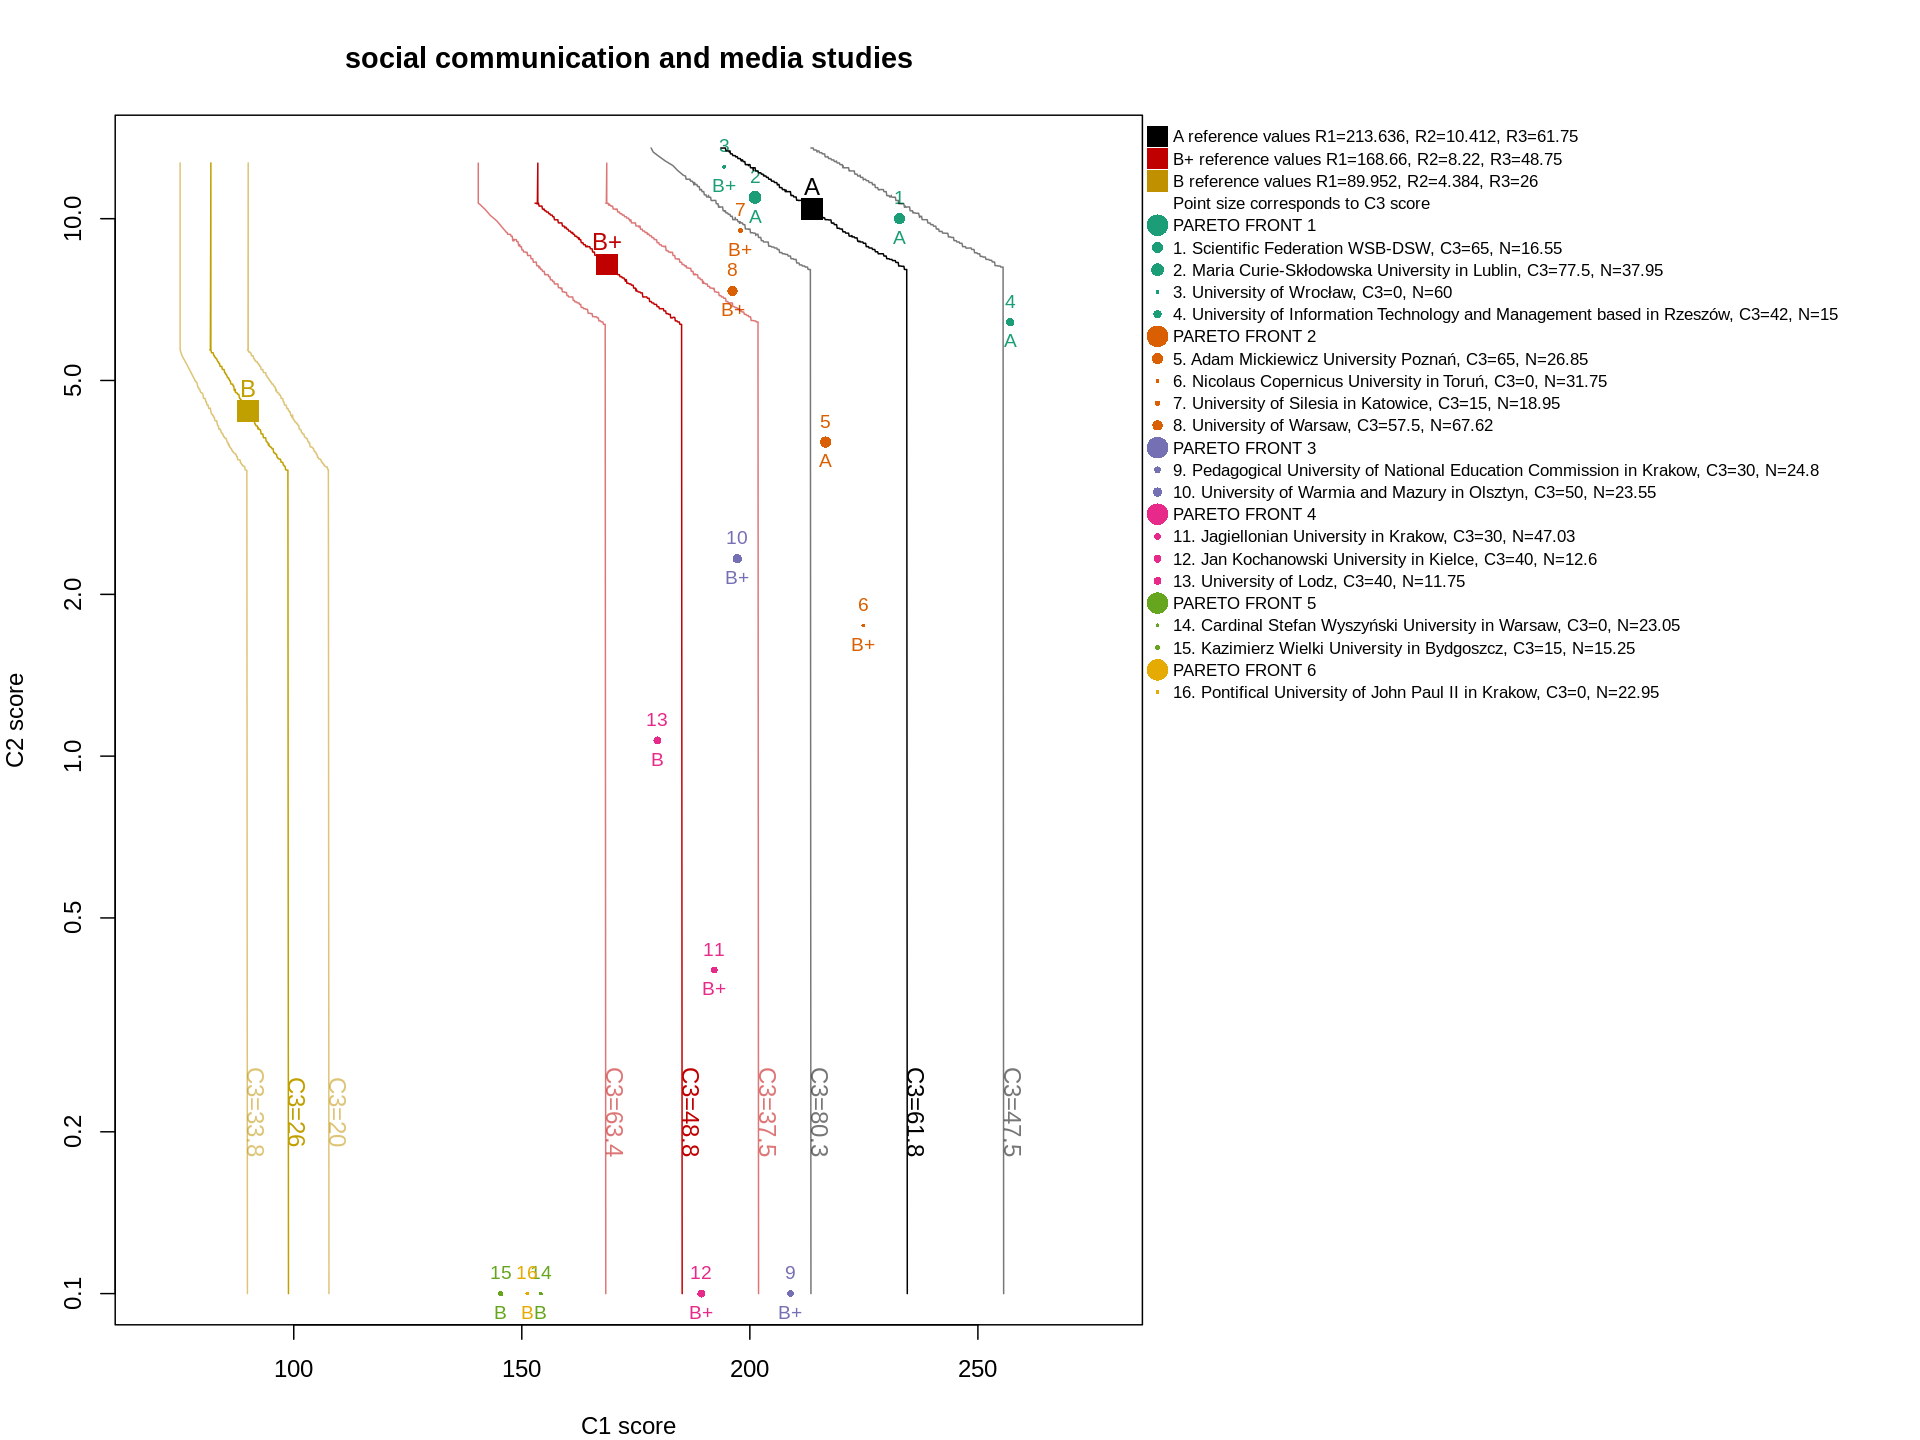 social communication and media studies
A reference values R1=213.636, R2=10.412, R3=61.75
B+ reference values R1=168.66, R2=8.22, R3=48.75
B reference values R1=89.952, R2=4.384, R3=26
Point size corresponds to C3 score
PARETO FRONT 1
1. Scientific Federation WSB-DSW, C3=65, N=16.55
2. Maria Curie-Skłodowska University in Lublin, C3=77.5, N=37.95
3. University of Wrocław, C3=0, N=60
4. University of Information Technology and Management based in Rzeszów, C3=42, N=15
PARETO FRONT 2
5. Adam Mickiewicz University Poznań, C3=65, N=26.85
6. Nicolaus Copernicus University in Toruń, C3=0, N=31.75
7. University of Silesia in Katowice, C3=15, N=18.95
8. University of Warsaw, C3=57.5, N=67.62
PARETO FRONT 3
9. Pedagogical University of National Education Commission in Krakow, C3=30, N=24.8
10. University of Warmia and Mazury in Olsztyn, C3=50, N=23.55
PARETO FRONT 4
11. Jagiellonian University in Krakow, C3=30, N=47.03
12. Jan Kochanowski University in Kielce, C3=40, N=12.6
13. University of Lodz, C3=40, N=11.75
PARETO FRONT 5
14. Cardinal Stefan Wyszyński University in Warsaw, C3=0, N=23.05
15. Kazimierz Wielki University in Bydgoszcz, C3=15, N=15.25
PARETO FRONT 6
16. Pontifical University of John Paul II in Krakow, C3=0, N=22.95
3
B+
2
A
A
1
A
7
B+
8
B+
B+
4
A
B
5
A
10
B+
6
B+
13
B
11
B+
C3=33.8
C3=26
C3=20
C3=63.4
C3=48.8
C3=37.5
C3=80.3
C3=61.8
C3=47.5
15
B
16
B
14
B
12
B+
9
B+
10.0
5.0
2.0
1.0
0.5
0.2
0.1
C2 score
100
150
200
250
C1 score